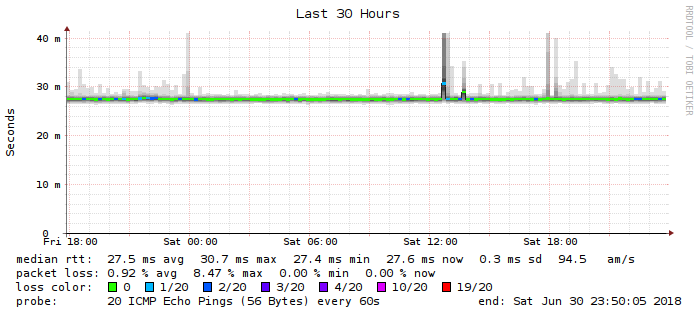 Last 30 Hours
RRDTOOL / TOBI OETIKER
Seconds
40 m
30 m
20 m
10 m
0
Fri 18:00 Sat 00:00 Sat 06:00 Sat 12:00 Sat 18:00
median rtt: 27.5 ms avg 30.7 ms max 27.4 ms min 27.6 ms now 0.3 ms sd 94.5 am/s
packet loss: 0.92 % avg 8.47 % max 0.00 % min 0.00 % now
loss color: 0 1/20 2/20 3/20 4/20 10/20 19/20
probe: 20 ICMP Echo Pings (56 Bytes) every 60s end: Sat Jun 30 23:50:05 2018